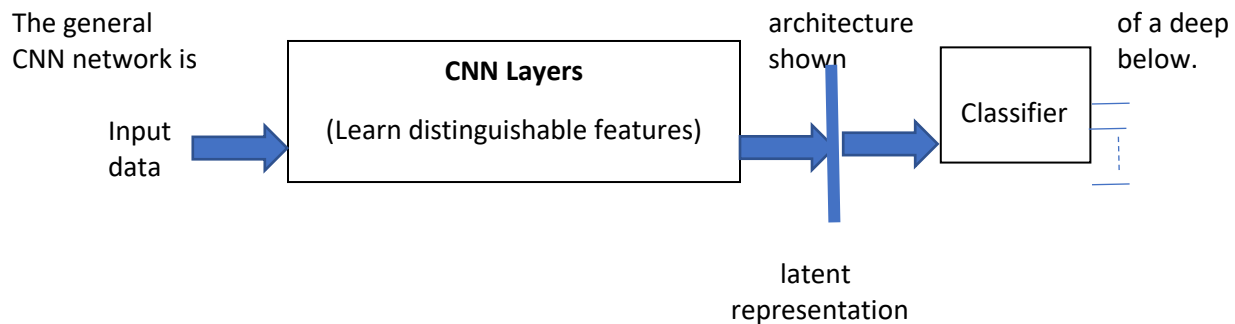 The general architecture of a deep
CNN network is shown below.
CNN Layers
(Learn distinguishable features)
Input
data
Classifier
latent
representation